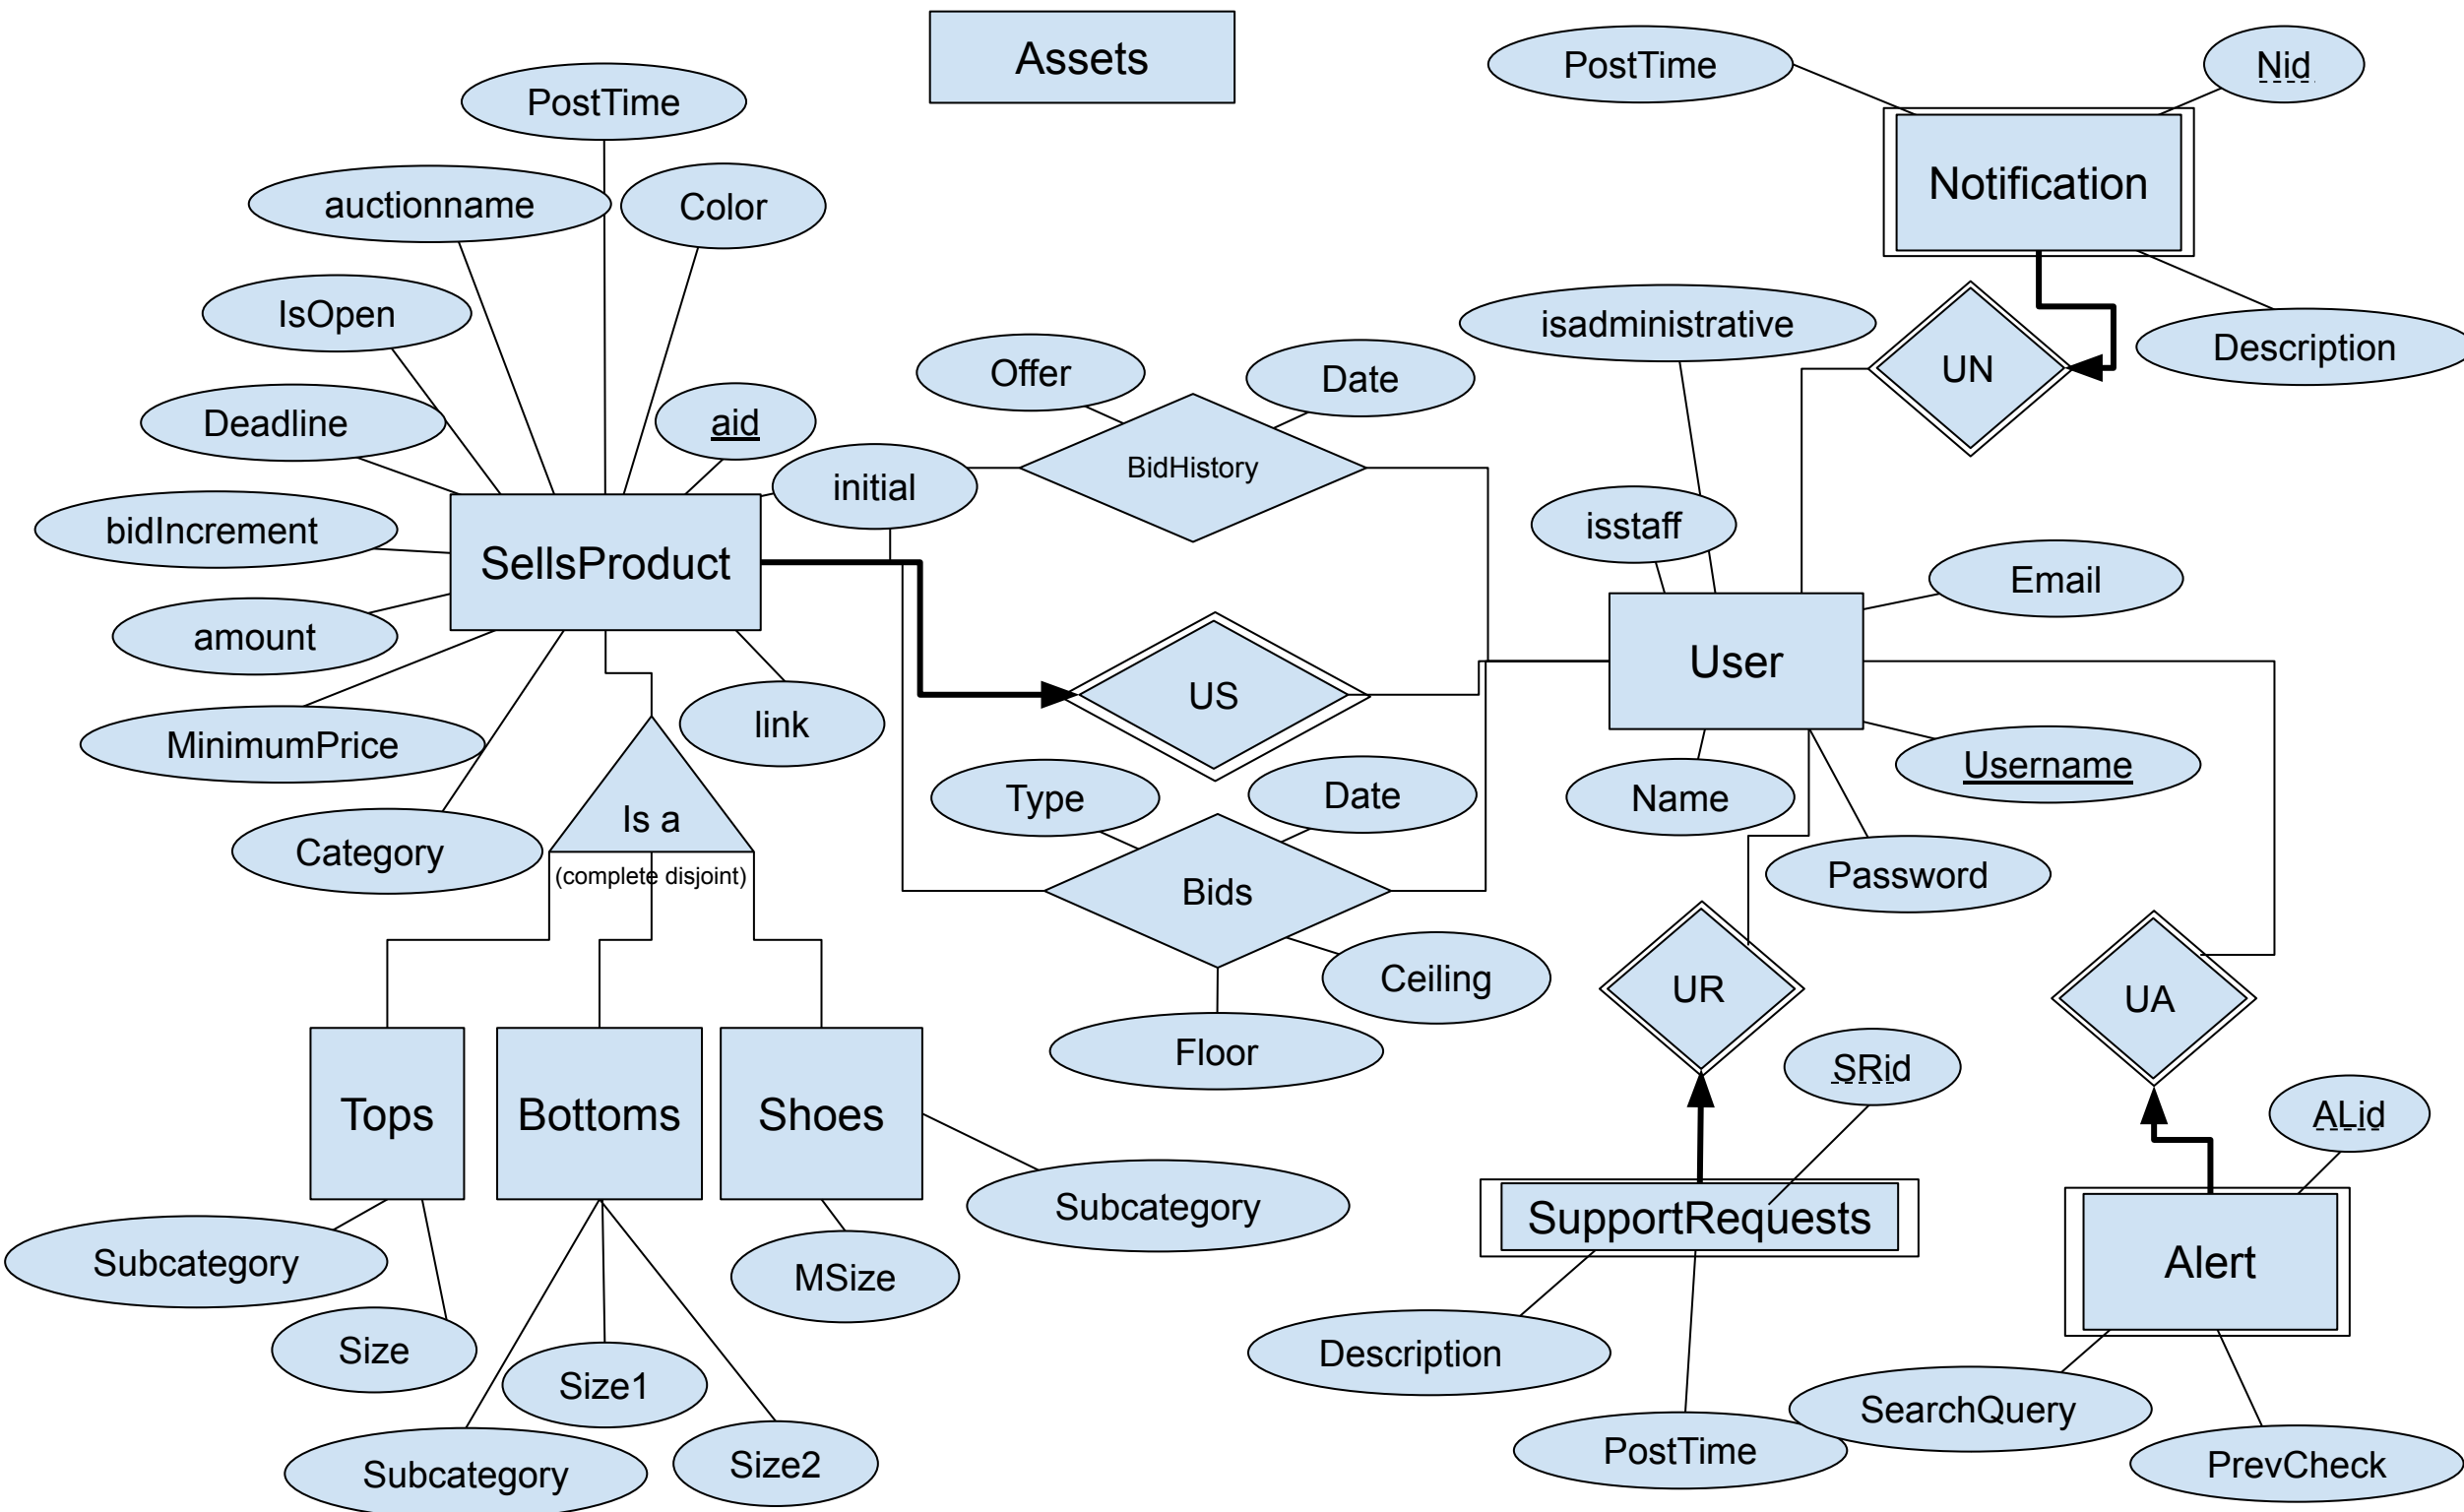 Assets
PostTime
Nid
PostTime
Notification
auctionname
Color
IsOpen
isadministrative
Description
Offer
Date
UN
Deadline
aid
BidHistory
initial
bidIncrement
isstaff
SellsProduct
Email
amount
User
US
link
MinimumPrice
Username
Type
Date
Name
Is a
Category
(complete disjoint)
Password
Bids
Ceiling
UR
UA
Floor
SRid
Tops
Bottoms
Shoes
ALid
Subcategory
SupportRequests
Subcategory
MSize
Alert
Size
Description
Size1
SearchQuery
PostTime
Subcategory
Size2
PrevCheck